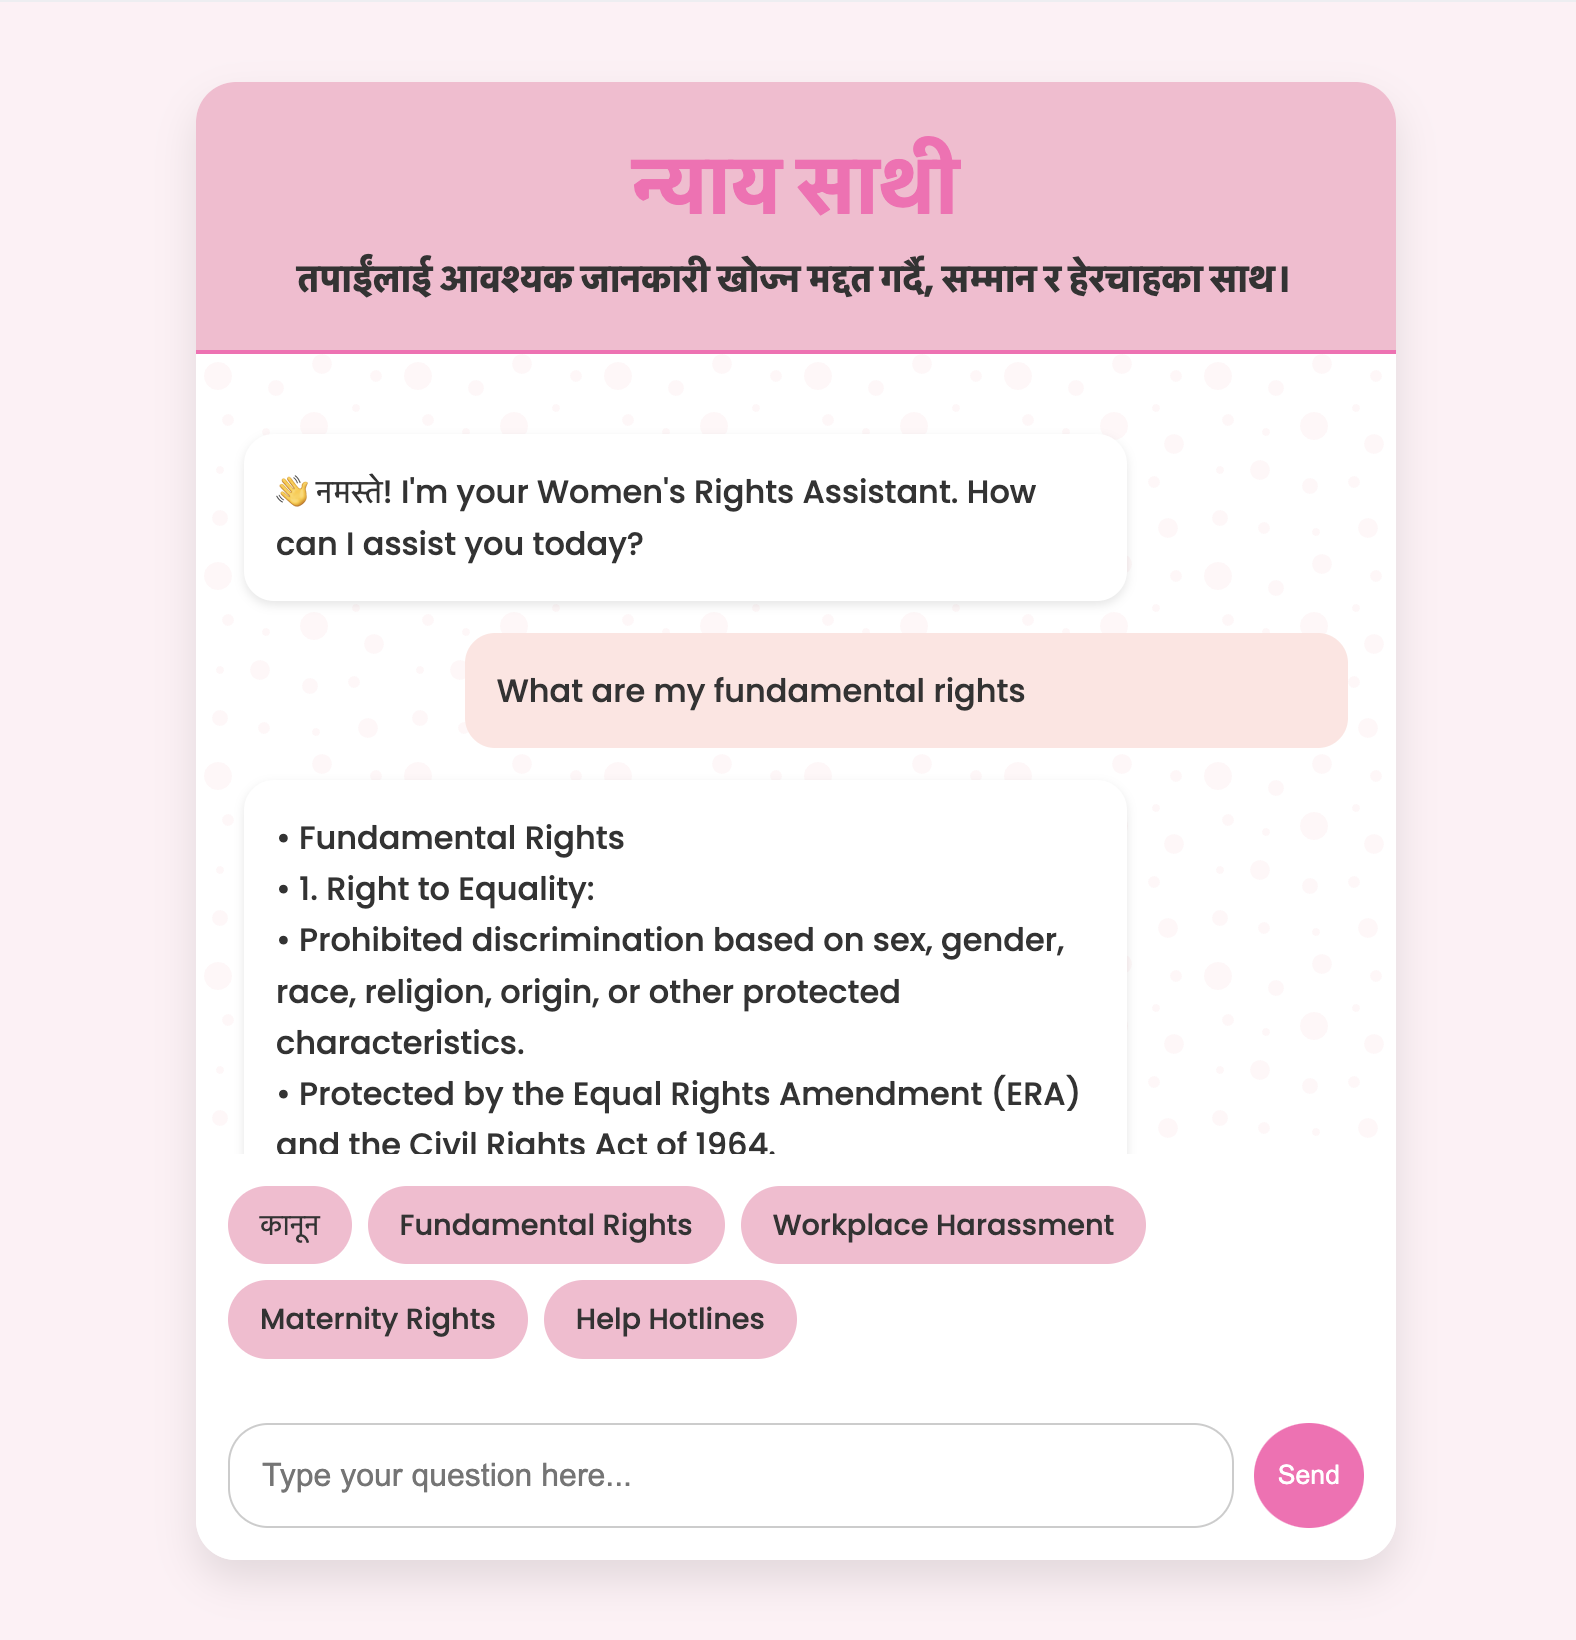 न्याय साथी
तपाईंलाई आवश्यक जानकारी खोज्न मद्दत गर्दै, सम्मान र हेरचाहका साथ।
👋 नमस्ते! I'm your Women's Rights Assistant. How
can I assist you today?
What are my fundamental rights
• Fundamental Rights
• 1. Right to Equality:
• Prohibited discrimination based on sex, gender,
race, religion, origin, or other protected
characteristics.
• Protected by the Equal Rights Amendment (ERA)
and the Civil Rights Act of 1964.
कानून
Fundamental Rights
Workplace Harassment
Maternity Rights
Help Hotlines
Type your question here...
Send